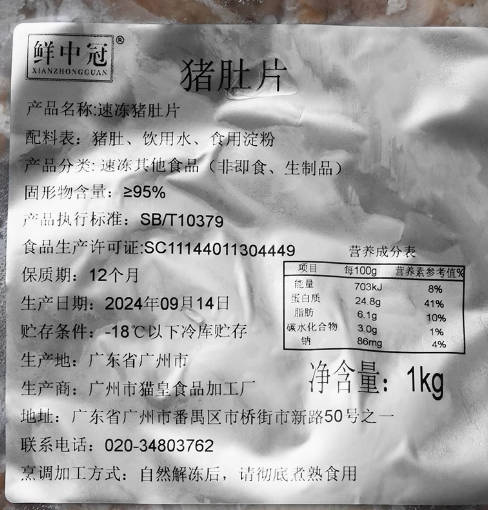 鲜中冠®
XIANZHONGGUAN
猪肚片
产品名称:速冻猪肚片
配料表：猪肚、饮用水、食用淀粉
产品分类: 速冻其他食品（非即食、生制品）
固形物含量：≥95%
产品执行标准：SB/T10379
食品生产许可证:SC11144011304449
保质期：12个月
生产日期：2024年09月14日
贮存条件：-18℃以下冷库贮存
营养成分表
项目 每100g 营养素参考值%
能量 703kJ 8%
蛋白质 24.8g 41%
脂肪 6.1g 10%
碳水化合物 3.0g 1%
钠 86mg 4%
生产地：广东省广州市
生产商：广州市猫皇食品加工厂
净含量：1kg
地址：广东省广州市番禺区市桥街市新路50号之一
联系电话：020-34803762
烹调加工方式：自然解冻后，请彻底煮熟食用